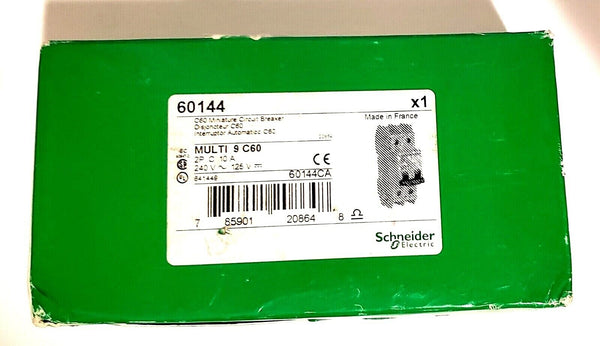 60144
x1
C60 Miniature Circuit Breaker
Disjoncteur C60
Interruptor Automatico C60
Made in France
MULTI 9 C60
2P C 10 A
240 V ~ 125 V
CE
841449
60144CA
7 85901 20864 8
Schneider
Electric